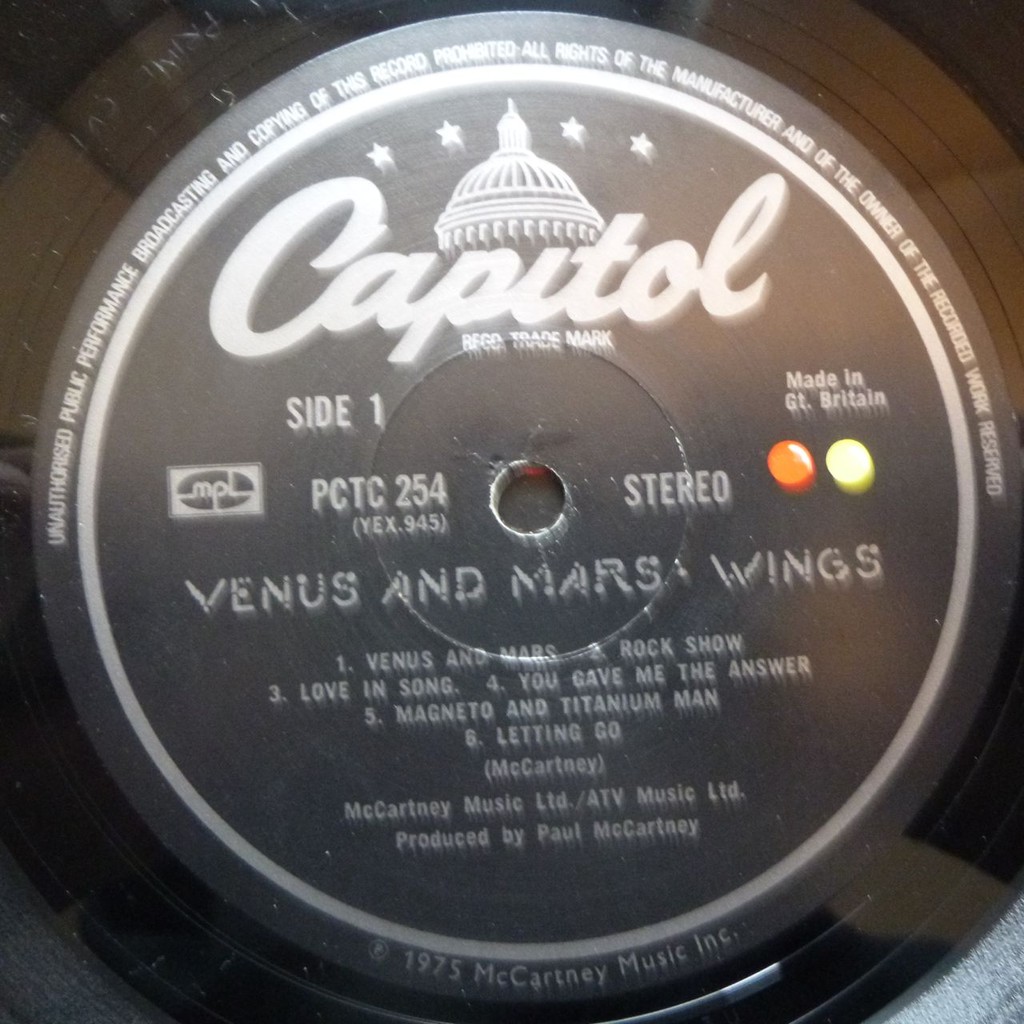 UNAUTHORISED PUBLIC PERFORMANCE BROADCASTING AND COPYING OF THIS RECORD PROHIBITED·ALL RIGHTS OF THE MANUFACTURER AND OF THE OWNER OF THE RECORDED WORK RESERVED
Capitol
REGD. TRADE MARK
Made in
Gt. Britain
SIDE 1
mpl
PCTC 254
STEREO
(YEX.945)
VENUS AND MARS · WINGS
1. VENUS AND MARS 2. ROCK SHOW
3. LOVE IN SONG. 4. YOU GAVE ME THE ANSWER
5. MAGNETO AND TITANIUM MAN
6. LETTING GO
(McCartney)
McCartney Music Ltd./ATV Music Ltd.
Produced by Paul McCartney
℗ 1975 McCartney Music Inc.